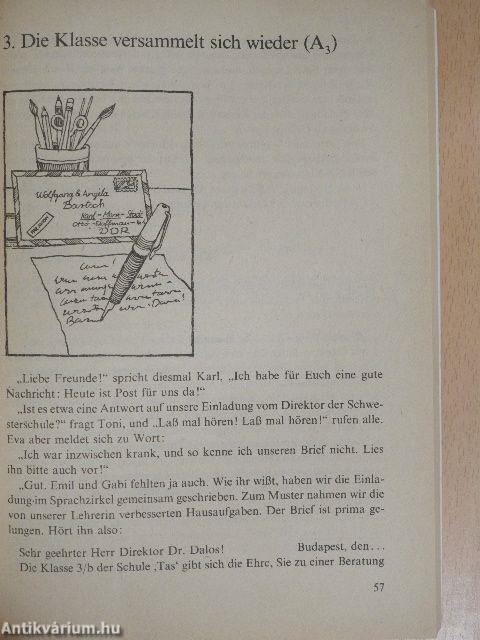 3. Die Klasse versammelt sich wieder (A3)
Wolfgang & Angela
Bartsch
Karl-Marx-Stadt
DDR
„Liebe Freunde!“ spricht diesmal Karl, „Ich habe für Euch eine gute
Nachricht: Heute ist Post für uns da!“
„Ist es etwa eine Antwort auf unsere Einladung vom Direktor der Schwe-
sterschule?“ fragt Toni, und „Laß mal hören! Laß mal hören!“ rufen alle.
Eva aber meldet sich zu Wort:
„Ich war inzwischen krank, und so kenne ich unseren Brief nicht. Lies
ihn bitte auch vor!“
„Gut. Emil und Gabi fehlten ja auch. Wie ihr wißt, haben wir die Einla-
dung im Sprachzirkel gemeinsam geschrieben. Zum Muster nahmen wir die
von unserer Lehrerin verbesserten Hausaufgaben. Der Brief ist prima ge-
lungen. Hört ihn also:
Sehr geehrter Herr Direktor Dr. Dalos! Budapest, den...
Die Klasse 3/b der Schule ‚Tas‘ gibt sich die Ehre, Sie zu einer Beratung
57
Antikvárium.hu